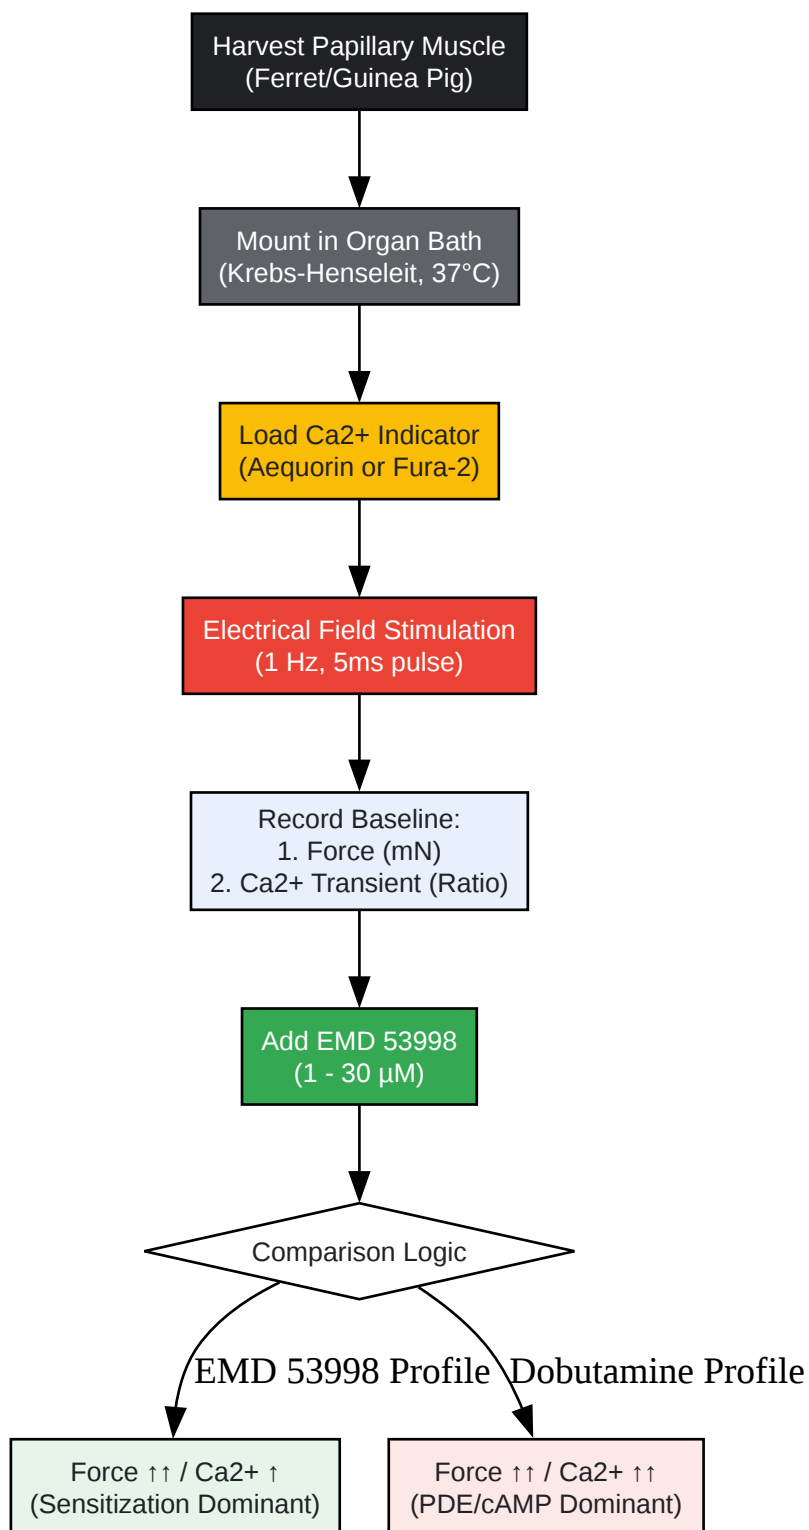 Harvest Papillary Muscle
(Ferret/Guinea Pig)
Mount in Organ Bath
(Krebs-Henseleit, 37°C)
Load Ca2+ Indicator
(Aequorin or Fura-2)
Electrical Field Stimulation
(1 Hz, 5ms pulse)
Record Baseline:
1. Force (mN)
2. Ca2+ Transient (Ratio)
Add EMD 53998
(1 - 30 µM)
Comparison Logic
EMD 53998 Profile
Dobutamine Profile
Force ↑↑ / Ca2+ ↑
(Sensitization Dominant)
Force ↑↑ / Ca2+ ↑↑
(PDE/cAMP Dominant)